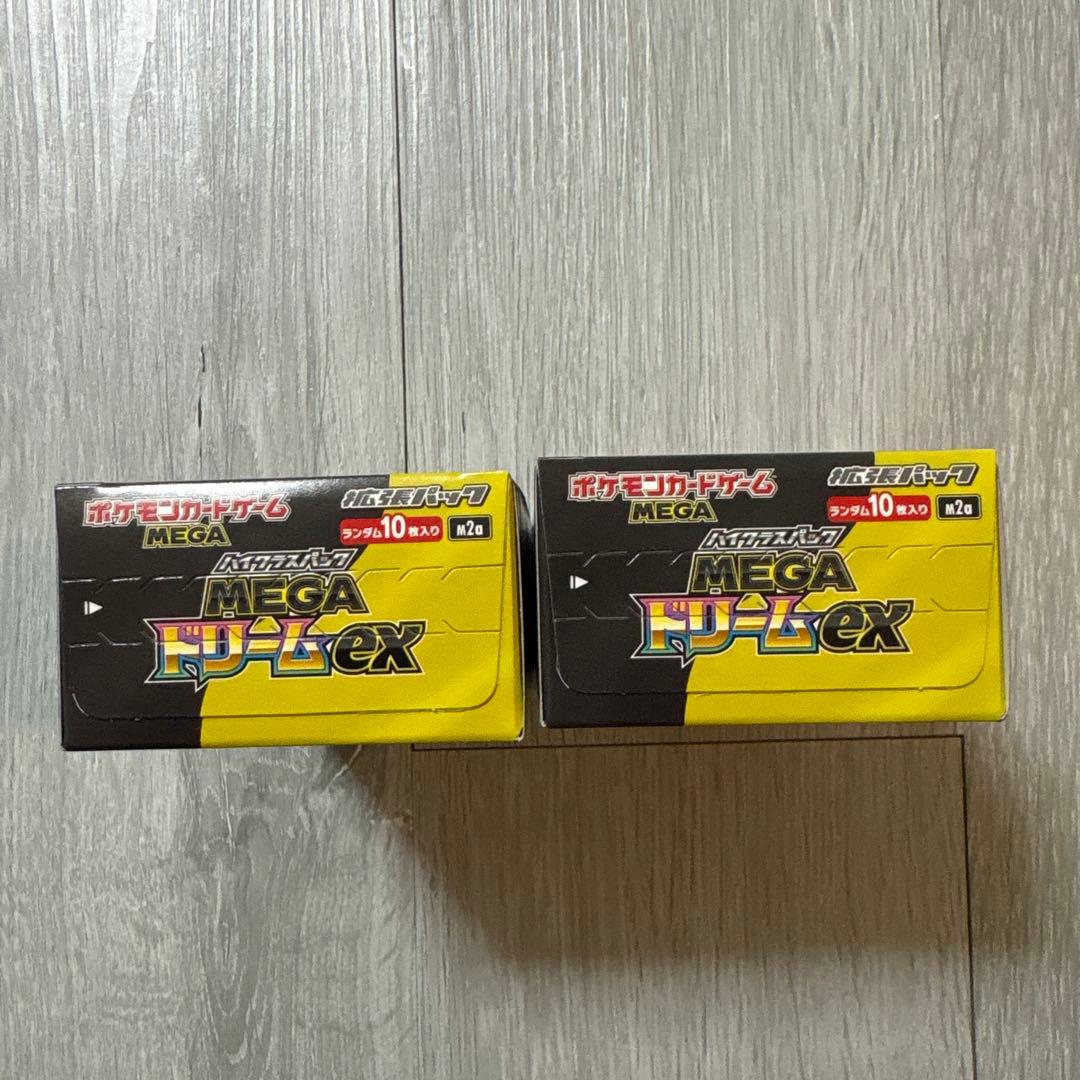 ポケモンカードゲーム
MEGA
拡張パック
ランダム10枚入り M2a
ハイクラスパック
MEGA
ドリームex
ポケモンカードゲーム
MEGA
拡張パック
ランダム10枚入り M2a
ハイクラスパック
MEGA
ドリームex